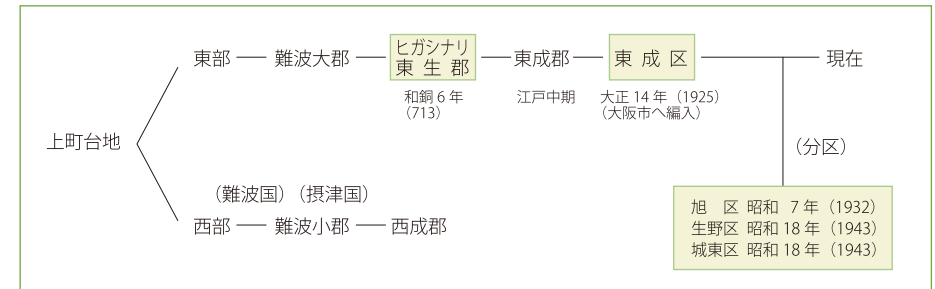 東部
難波大郡
ヒガシナリ
東生郡
東成郡
東成区
現在
和銅6年
（713）
江戸中期
大正14年（1925）
（大阪市へ編入）
上町台地
（分区）
（難波国）（摂津国）
西部
難波小郡
西成郡
旭　区 昭和　7年（1932）
生野区 昭和18年（1943）
城東区 昭和18年（1943）